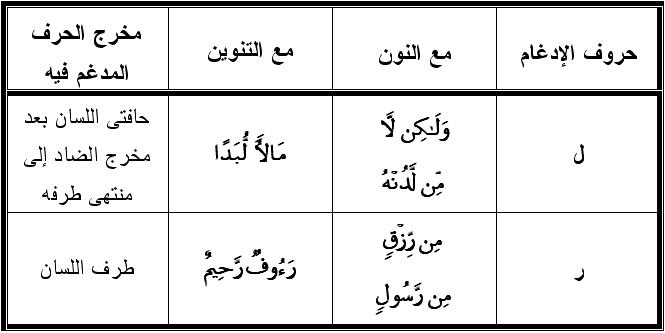 حروف الإدغام
مع النون
مع التنوين
مخرج الحرف
المدغم فيه
ل
وَلَٰكِن لَّا
مِّن لَّدُنْهُ
مَالًا لُّبَدًا
حافتى اللسان بعد
مخرج الضاد إلى
منتهى طرفه
ر
مِن رِّزْقٍ
مِن رَّسُولٍ
رَءُوفٌ رَّحِيمٌ
طرف اللسان